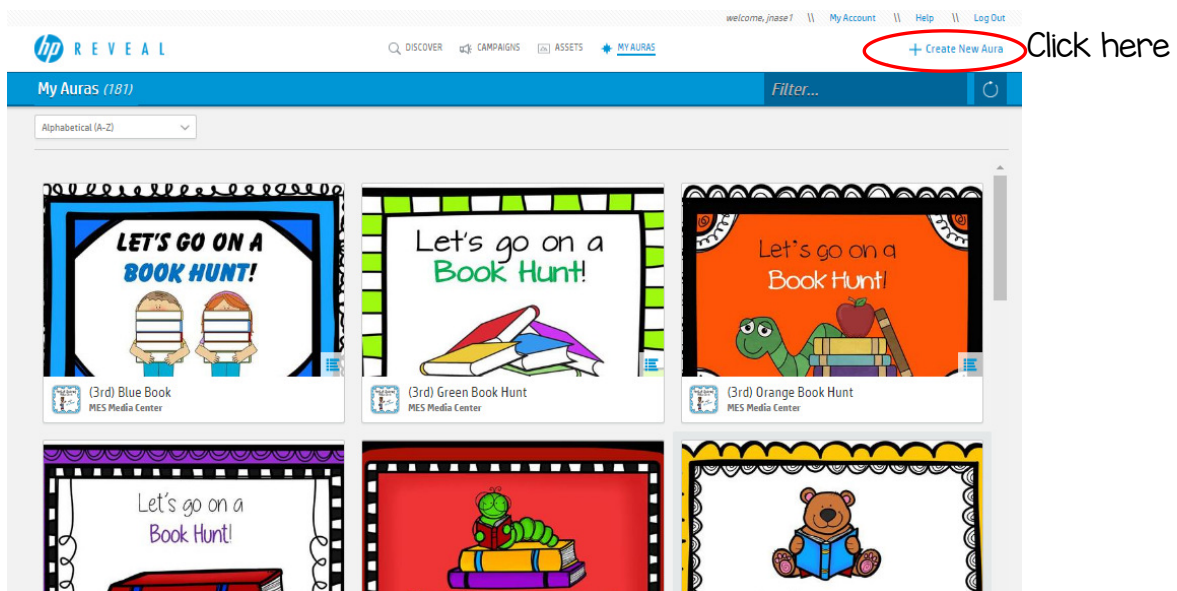 welcome, jnase1 \\ My Account \\ Help \\ Log Out
hp REVEAL DISCOVER CAMPAIGNS ASSETS MY AURAS + Create New Aura Click here
My Auras (181) Filter...
Alphabetical (A-Z)
LET'S GO ON A
BOOK HUNT!
Let's go on a
Book Hunt!
Let's go on a
Book Hunt!
(3rd) Blue Book
MES Media Center
(3rd) Green Book Hunt
MES Media Center
(3rd) Orange Book Hunt
MES Media Center
Let's go on a
Book Hunt!